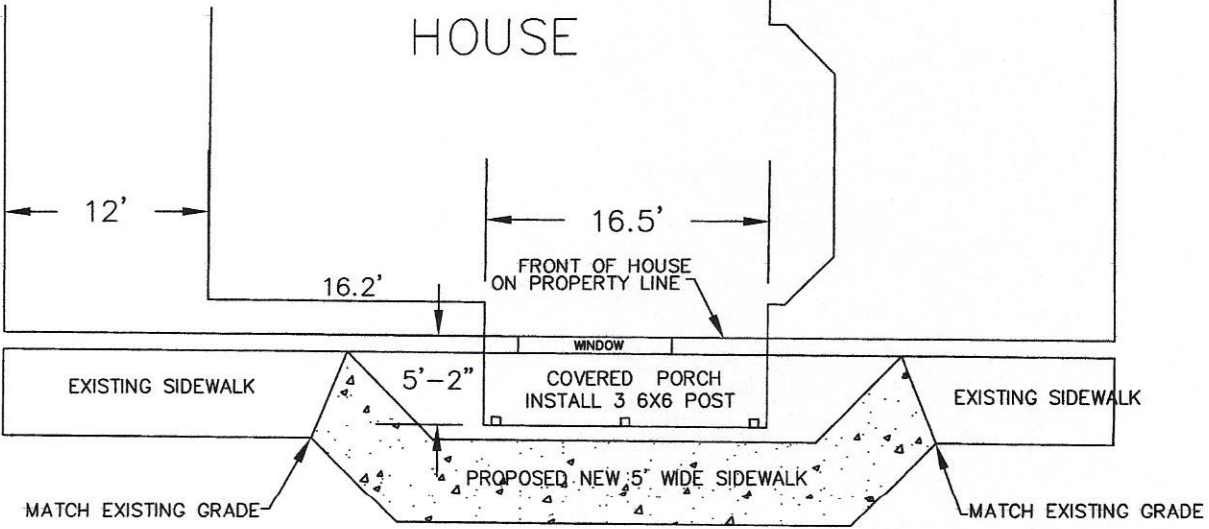 HOUSE
12'
16.5'
FRONT OF HOUSE
ON PROPERTY LINE
16.2'
WINDOW
EXISTING SIDEWALK
5'-2"
COVERED PORCH
INSTALL 3 6X6 POST
EXISTING SIDEWALK
PROPOSED NEW 5' WIDE SIDEWALK
MATCH EXISTING GRADE
MATCH EXISTING GRADE